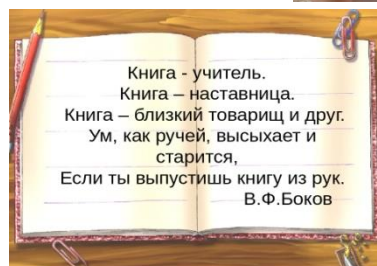 Книга - учитель.
Книга – наставница.
Книга – близкий товарищ и друг.
Ум, как ручей, высыхает и
старится,
Если ты выпустишь книгу из рук.
В.Ф.Боков